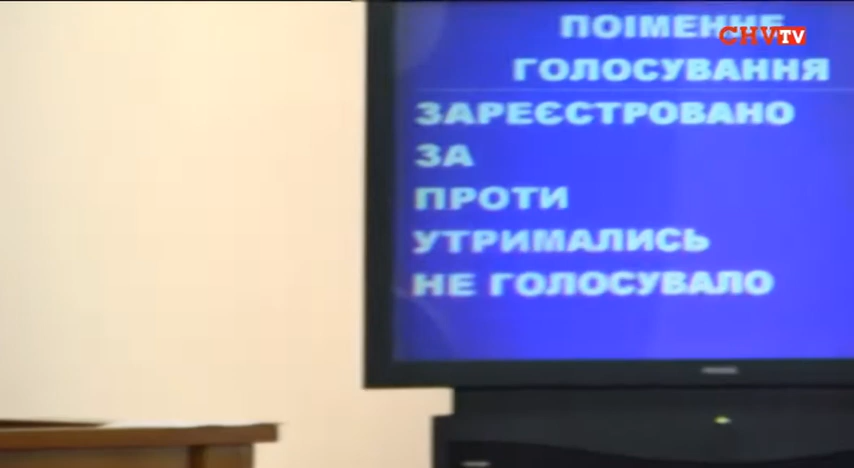 ПОІМЕННЕ
ГОЛОСУВАННЯ
ЗАРЕЄСТРОВАНО
ЗА
ПРОТИ
УТРИМАЛИСЬ
НЕ ГОЛОСУВАЛО
CHVTV